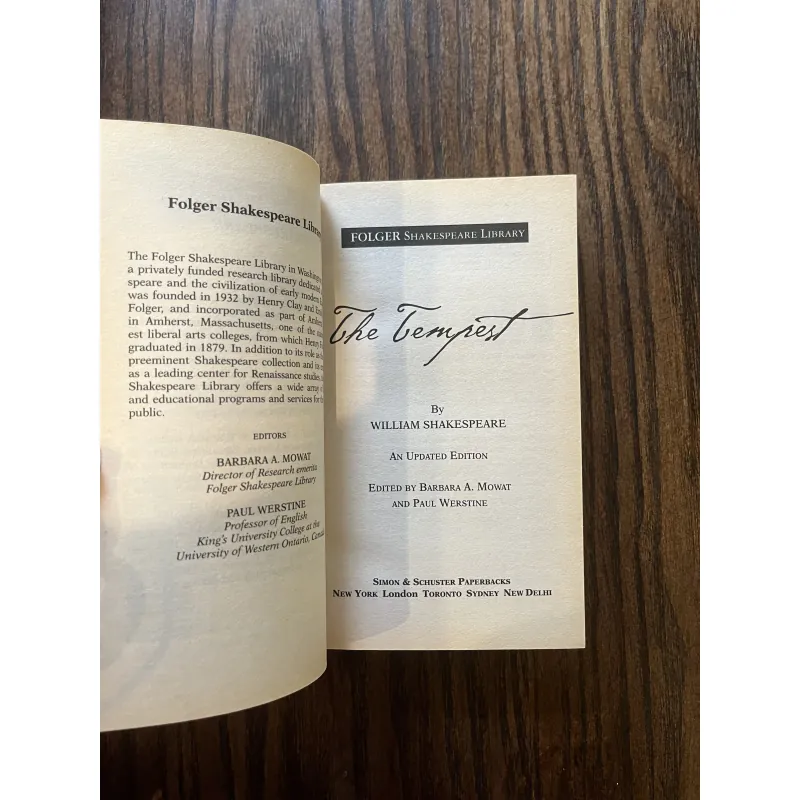 Folger Shakespeare
The Folger Shakespeare Library in
a privately funded research library dedicated
speare and the civilization of early modern
was founded in 1932 by Henry Clay and
Folger, and incorporated as part of
in Amherst, Massachusetts, one of the
est liberal arts colleges, from which Henry
graduated in 1879. In addition to its role as
preeminent Shakespeare collection and
as a leading center for Renaissance studies,
Shakespeare Library offers a wide array
and educational programs and services for
public.
EDITORS
BARBARA A. MOWAT
Director of Research emerita
Folger Shakespeare Library
PAUL WERSTINE
Professor of English
King's University College at the
University of Western Ontario,
FOLGER SHAKESPEARE LIBRARY
The Tempest
By
WILLIAM SHAKESPEARE
AN UPDATED EDITION
EDITED BY BARBARA A. MOWAT
AND PAUL WERSTINE
SIMON & SCHUSTER PAPERBACKS
NEW YORK LONDON TORONTO SYDNEY NEW DELHI